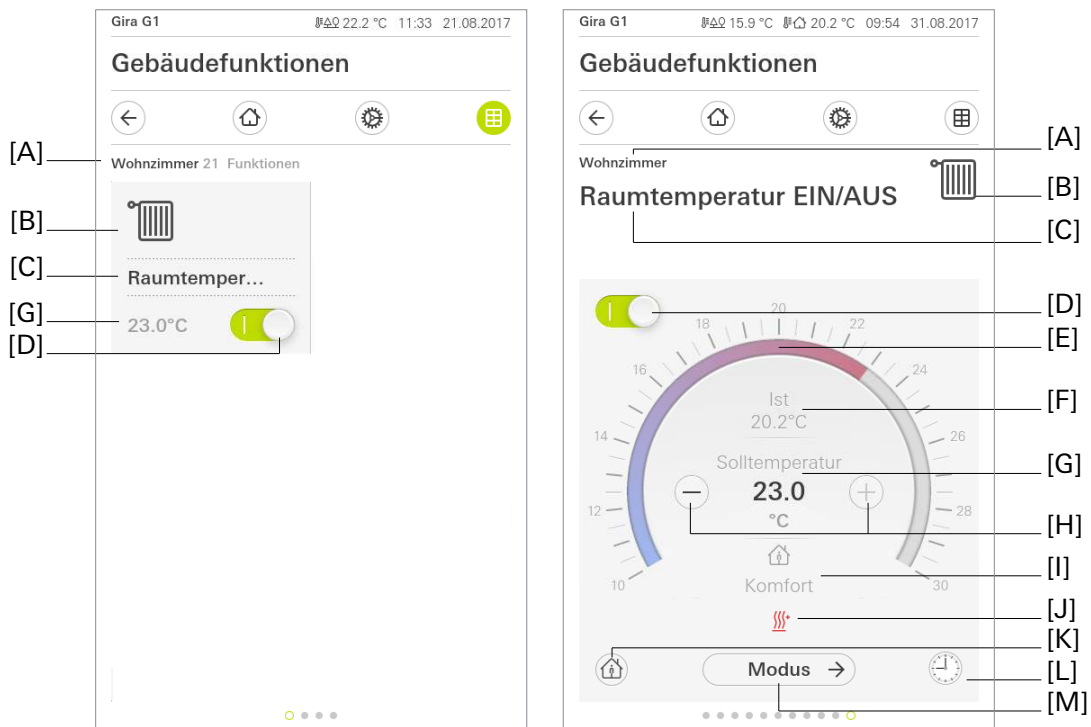 Gira G1 22.2 °C 11:33 21.08.2017
Gebäudefunktionen
[A]
Wohnzimmer 21 Funktionen
[B]
[C]
Raumtemper...
[G]
23.0°C
[D]
Gira G1 15.9 °C 20.2 °C 09:54 31.08.2017
Gebäudefunktionen
[A]
Wohnzimmer
[B]
Raumtemperatur EIN/AUS
[C]
[D]
20
18 22
[E]
16 24
Ist
[F]
20.2°C
14 26
Solltemperatur
[G]
23.0
12 28
°C
[H]
10 30
Komfort
[I]
[J]
[K]
Modus →
[L]
[M]